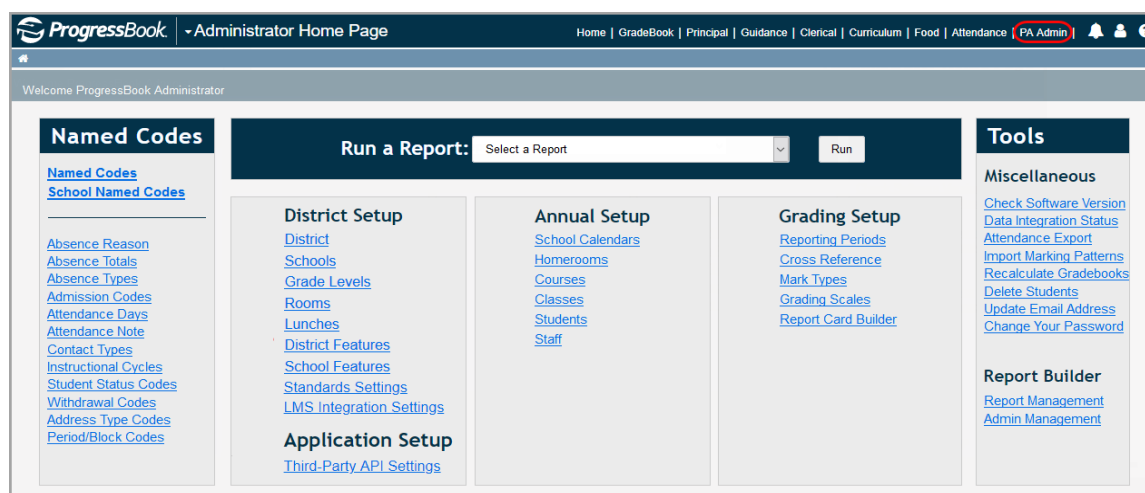 ProgressBook. Administrator Home Page Home | GradeBook | Principal | Guidance | Clerical | Curriculum | Food | Attendance | PA Admin |
Welcome ProgressBook Administrator
Named Codes
Named Codes
School Named Codes
Absence Reason
Absence Totals
Absence Types
Admission Codes
Attendance Days
Attendance Note
Contact Types
Instructional Cycles
Student Status Codes
Withdrawal Codes
Address Type Codes
Period/Block Codes
Run a Report: Select a Report Run
District Setup
District
Schools
Grade Levels
Rooms
Lunches
District Features
School Features
Standards Settings
LMS Integration Settings
Application Setup
Third-Party API Settings
Annual Setup
School Calendars
Homerooms
Courses
Classes
Students
Staff
Grading Setup
Reporting Periods
Cross Reference
Mark Types
Grading Scales
Report Card Builder
Tools
Miscellaneous
Check Software Version
Data Integration Status
Attendance Export
Import Marking Patterns
Recalculate Gradebooks
Delete Students
Update Email Address
Change Your Password
Report Builder
Report Management
Admin Management